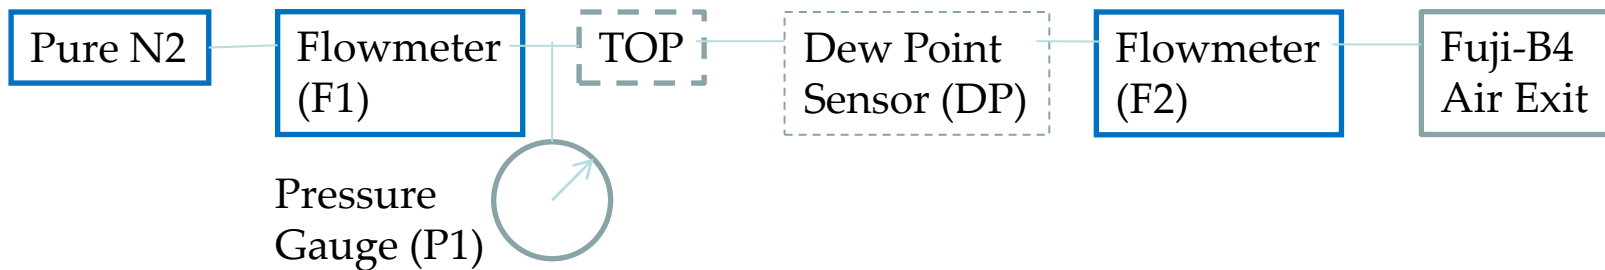 Pure N2
Flowmeter
(F1)
TOP
Dew Point
Sensor (DP)
Flowmeter
(F2)
Fuji-B4
Air Exit
Pressure
Gauge (P1)